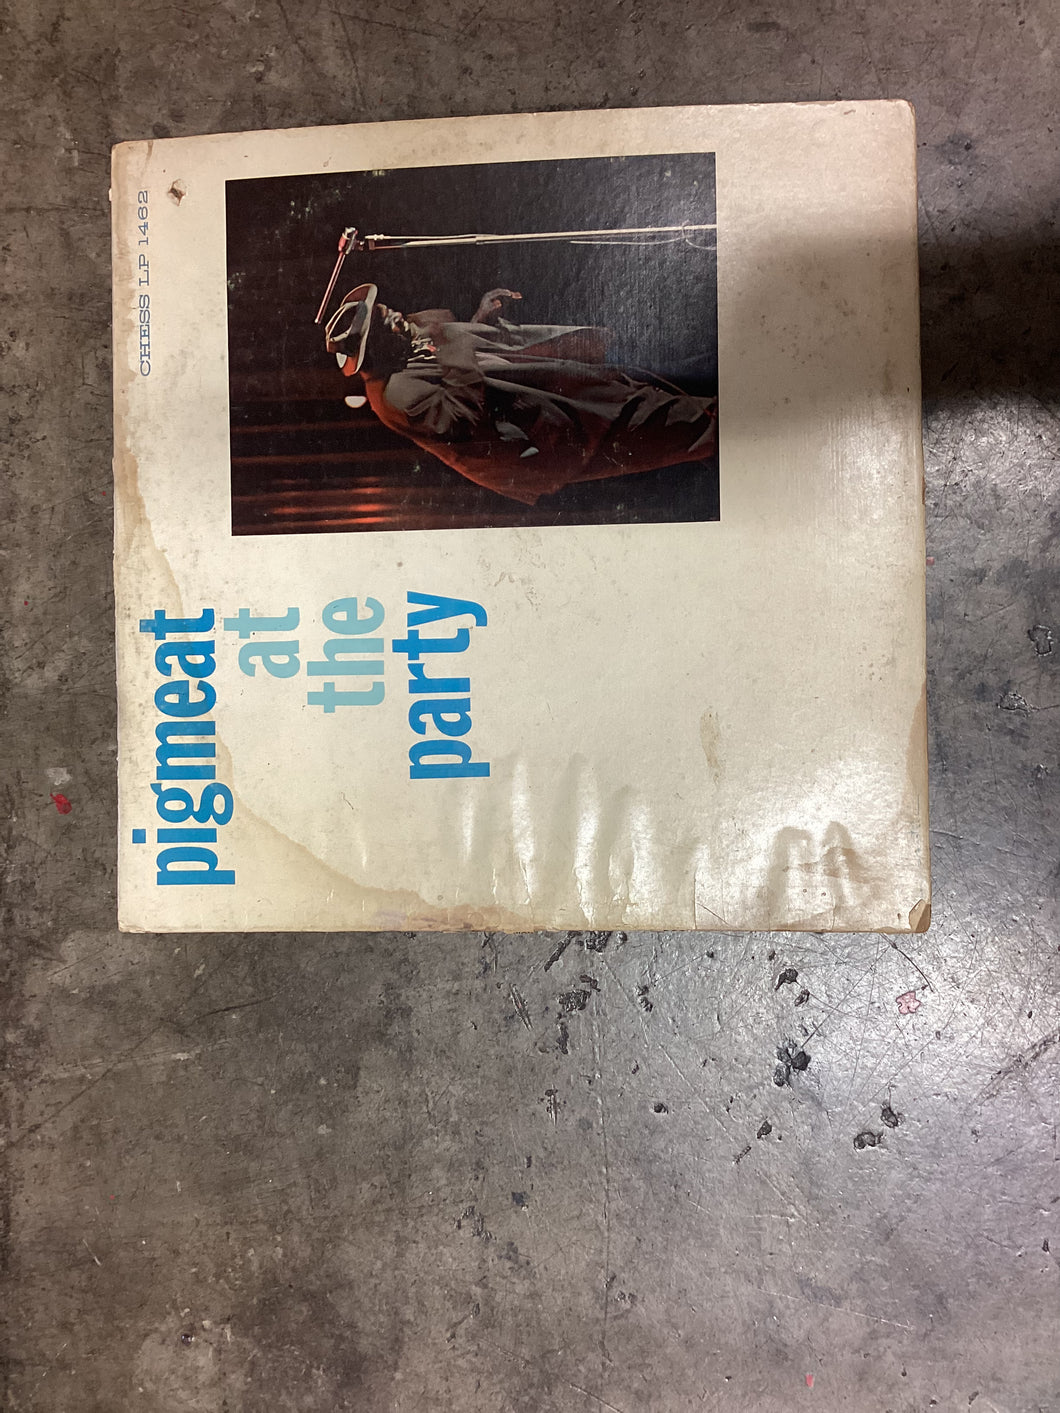 CHESS LP 1462
pigmeat
at
the
party